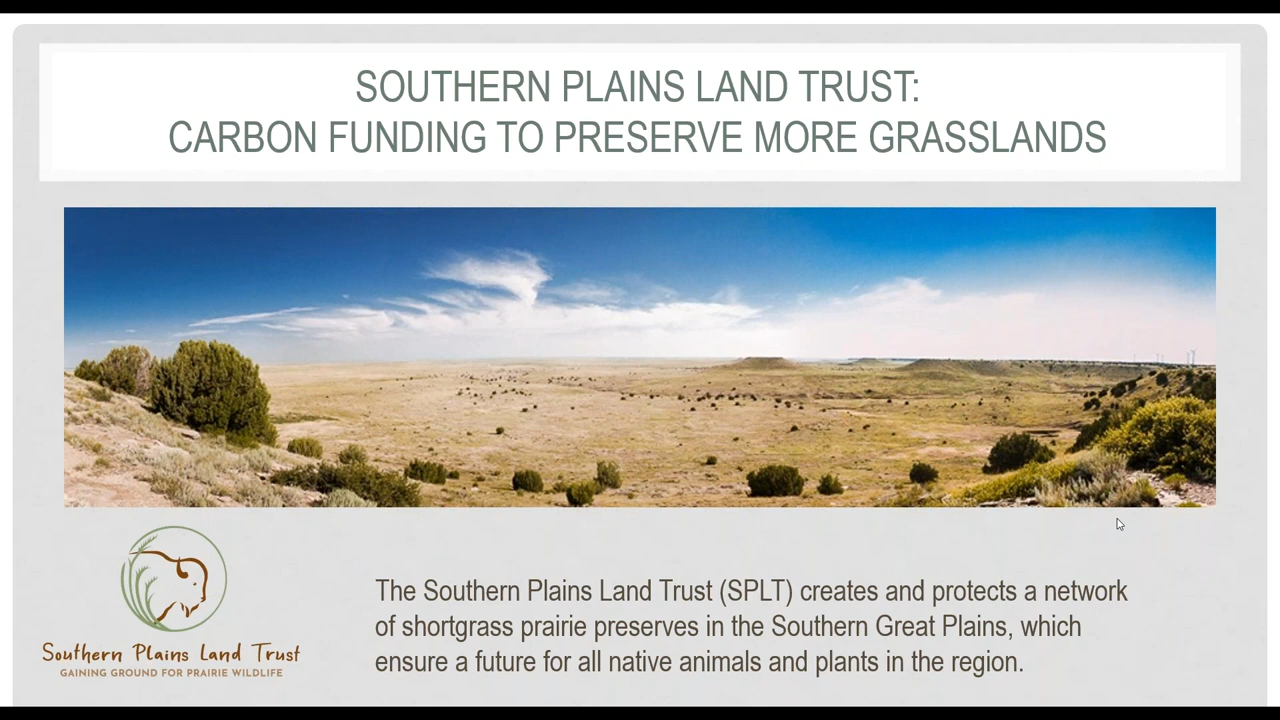 SOUTHERN PLAINS LAND TRUST:
CARBON FUNDING TO PRESERVE MORE GRASSLANDS
Southern Plains Land Trust
GAINING GROUND FOR PRAIRIE WILDLIFE
The Southern Plains Land Trust (SPLT) creates and protects a network
of shortgrass prairie preserves in the Southern Great Plains, which
ensure a future for all native animals and plants in the region.